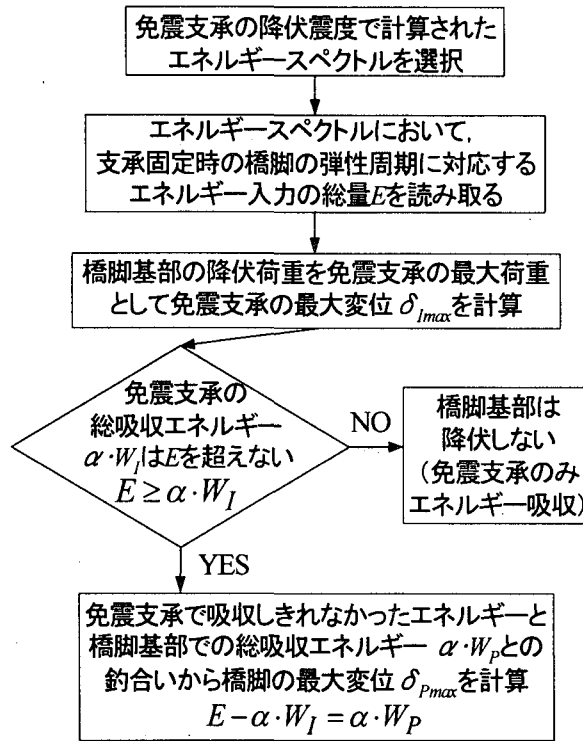 免震支承の降伏震度で計算された
エネルギースペクトルを選択
エネルギースペクトルにおいて,
支承固定時の橋脚の弾性周期に対応する
エネルギー入力の総量Eを読み取る
橋脚基部の降伏荷重を免震支承の最大荷重
として免震支承の最大変位 δImaxを計算
免震支承の
総吸収エネルギー
α·WIはEを超えない
E ≥ α·WI
NO
橋脚基部は
降伏しない
(免震支承のみ
エネルギー吸収)
YES
免震支承で吸収しきれなかったエネルギーと
橋脚基部での総吸収エネルギー α·WPとの
釣合いから橋脚の最大変位 δPmaxを計算
E − α·WI = α·WP